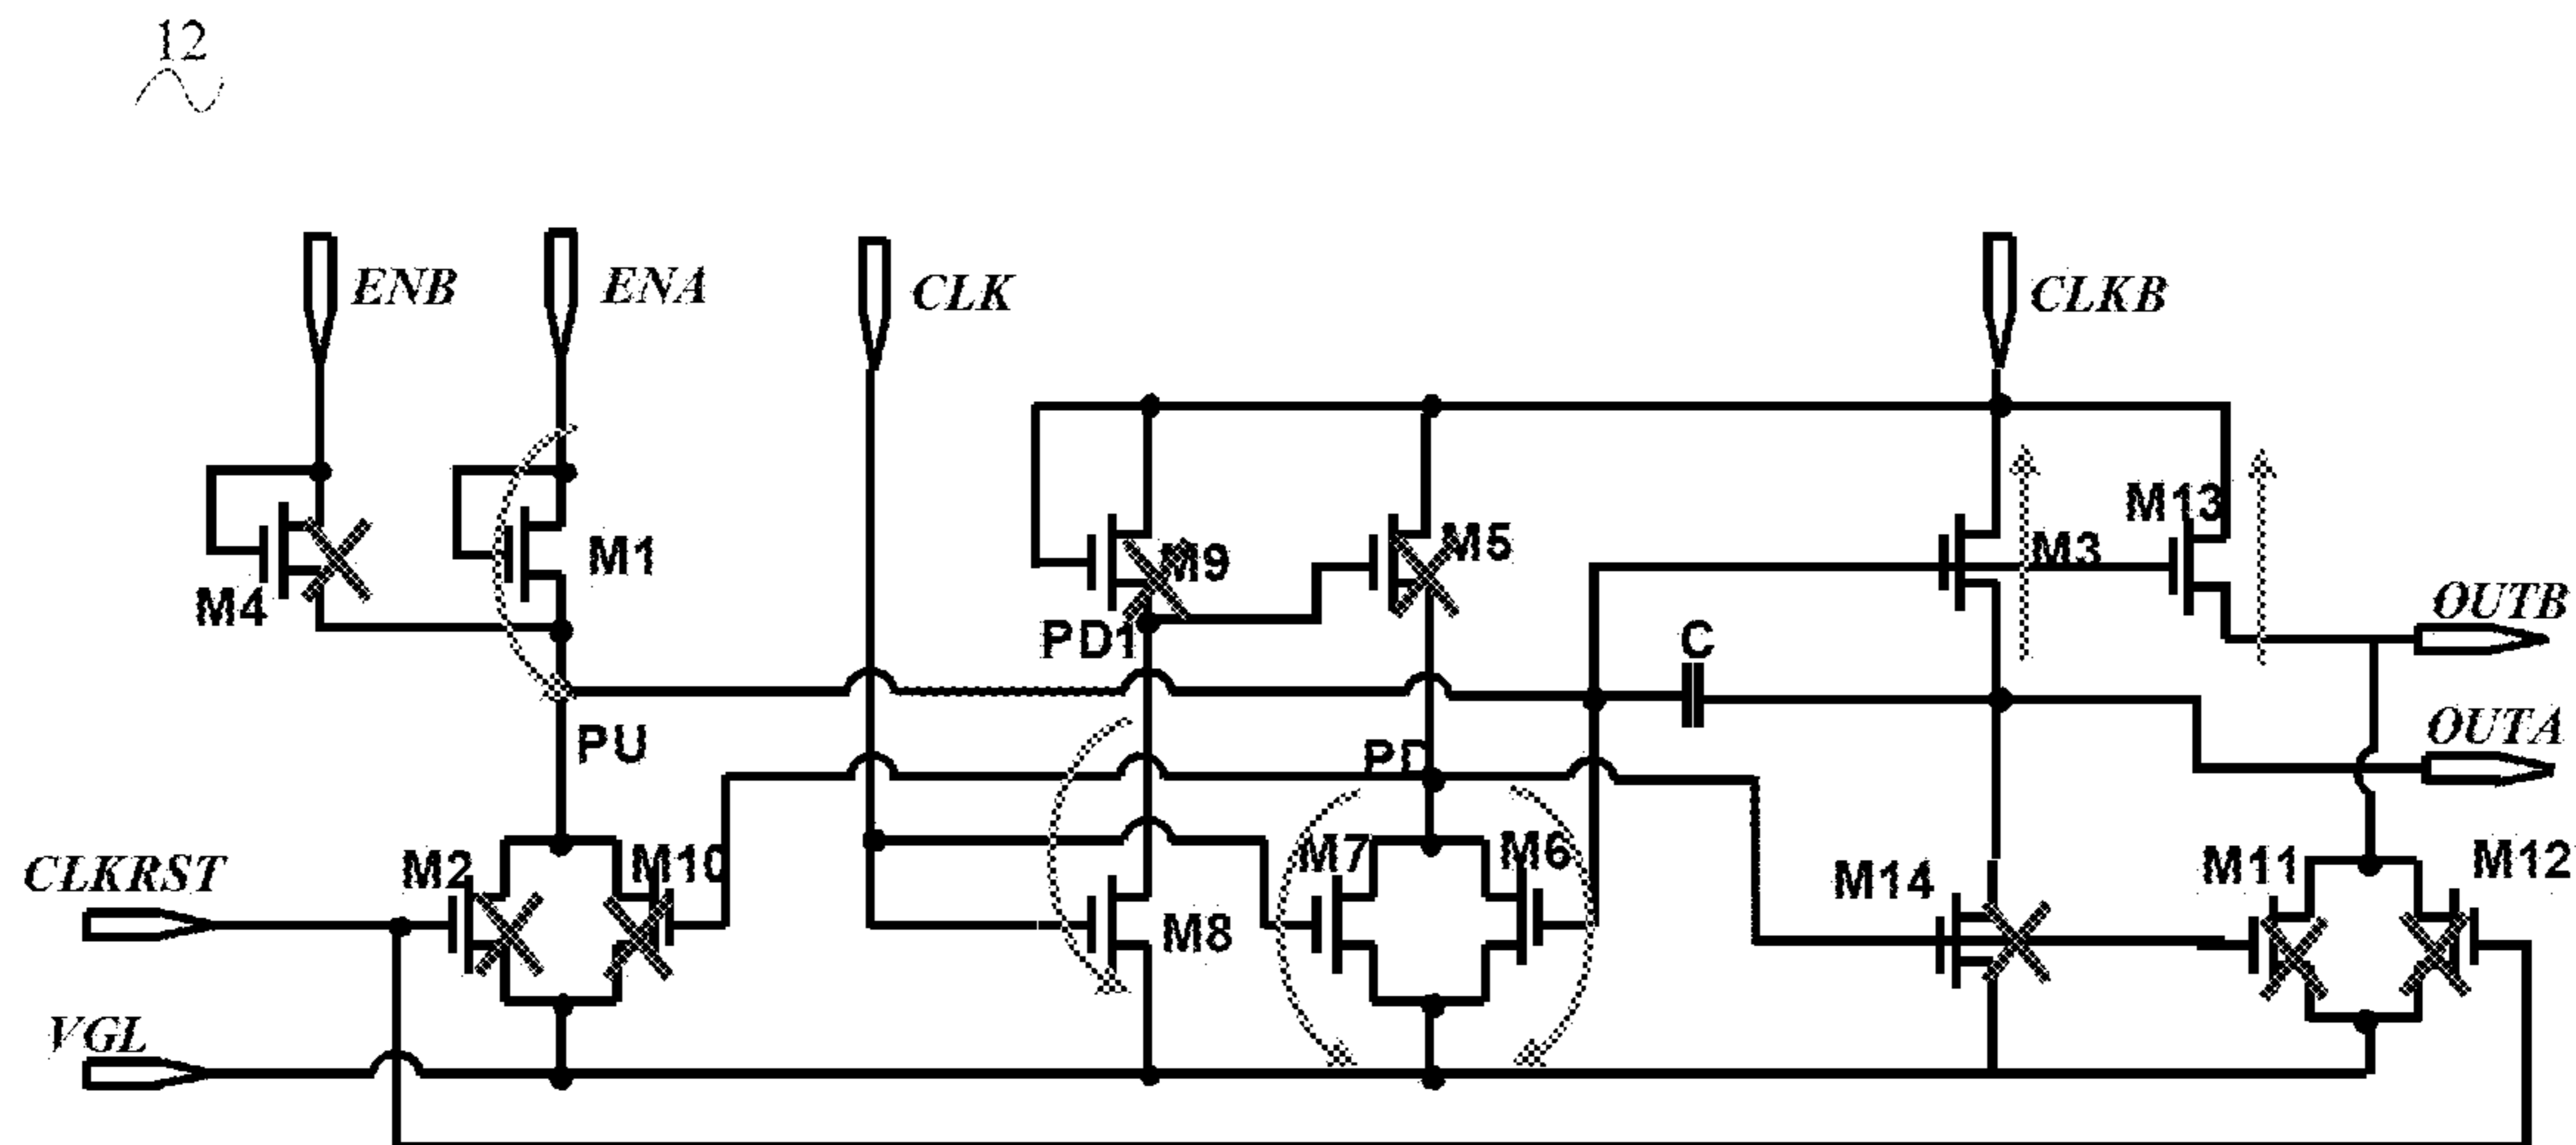 12
ENB
ENA
CLK
CLKB
M13
M5
M9
M1
M3
M4
OUTB
PD1
C
PU
PD
OUTA
M2
M10
M7
M6
M14
M11
M12
CLKRST
M8
VGL